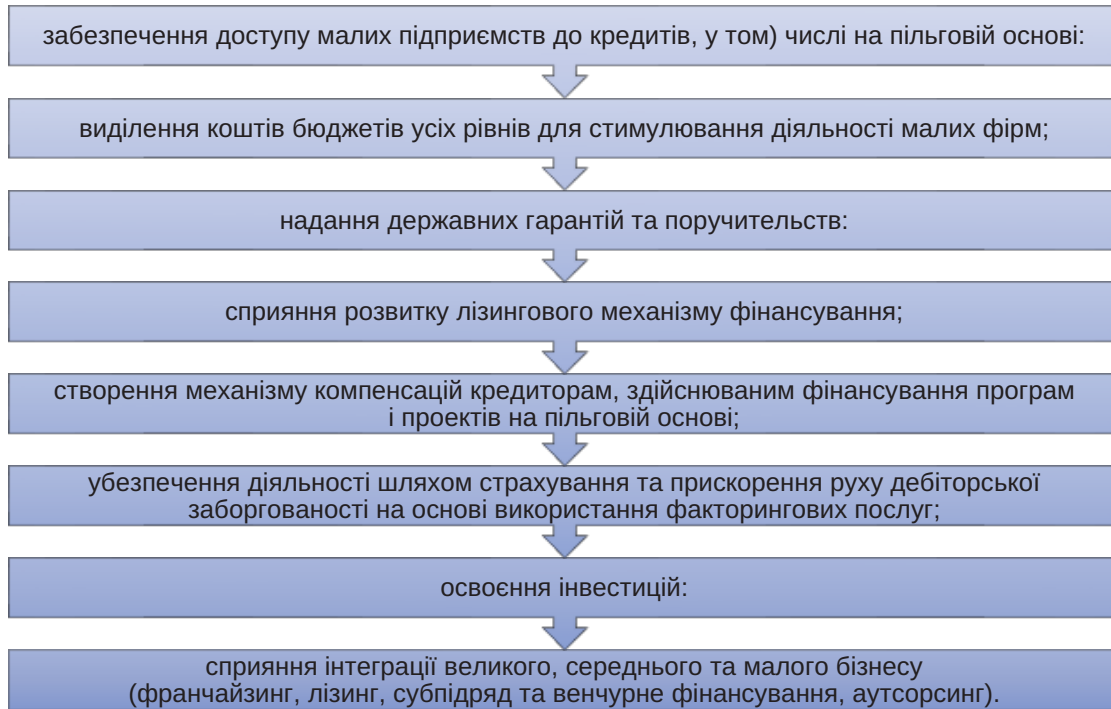 забезпечення доступу малих підприємств до кредитів, у том) числі на пільговій основі:
виділення коштів бюджетів усіх рівнів для стимулювання діяльності малих фірм;
надання державних гарантій та поручительств:
сприяння розвитку лізингового механізму фінансування;
створення механізму компенсацій кредиторам, здійснюваним фінансування програм
і проектів на пільговій основі;
убезпечення діяльності шляхом страхування та прискорення руху дебіторської
заборгованості на основі використання факторингових послуг;
освоєння інвестицій:
сприяння інтеграції великого, середнього та малого бізнесу
(франчайзинг, лізинг, субпідряд та венчурне фінансування, аутсорсинг).